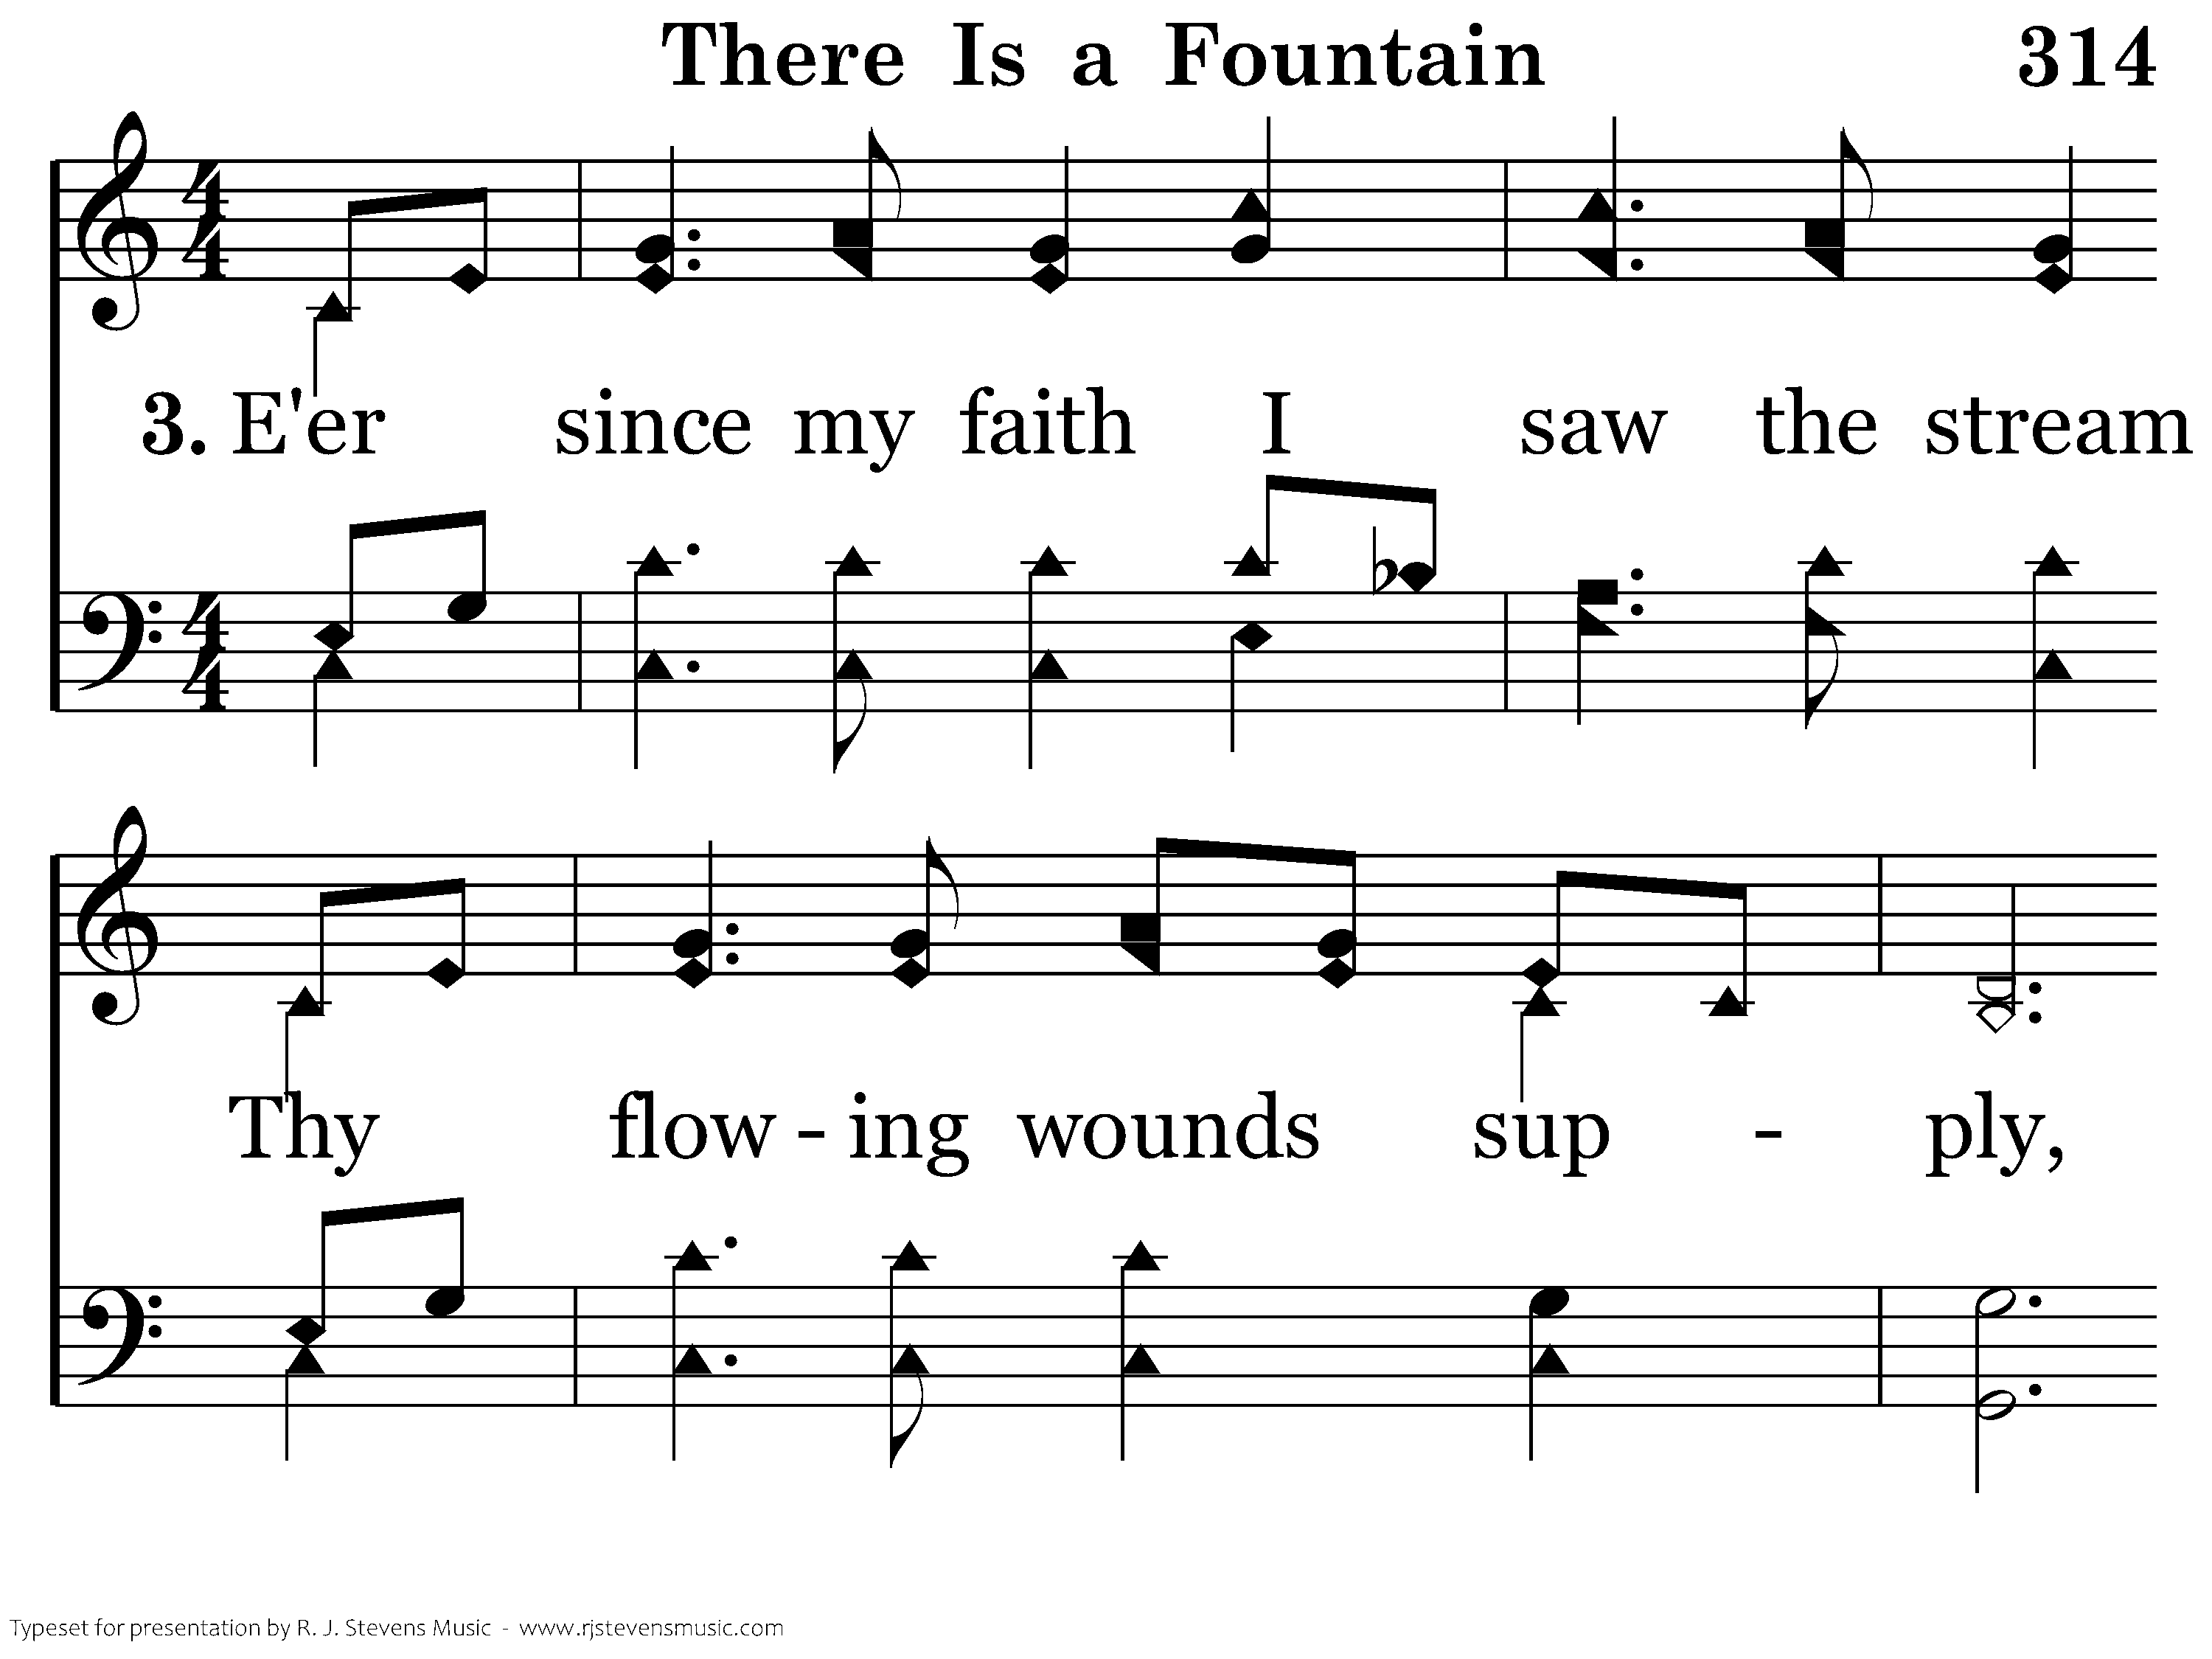 There Is a Fountain 314
3. E'er since my faith I saw the stream
Thy flow - ing wounds sup - ply,
Typeset for presentation by R. J. Stevens Music - www.rjstevensmusic.com